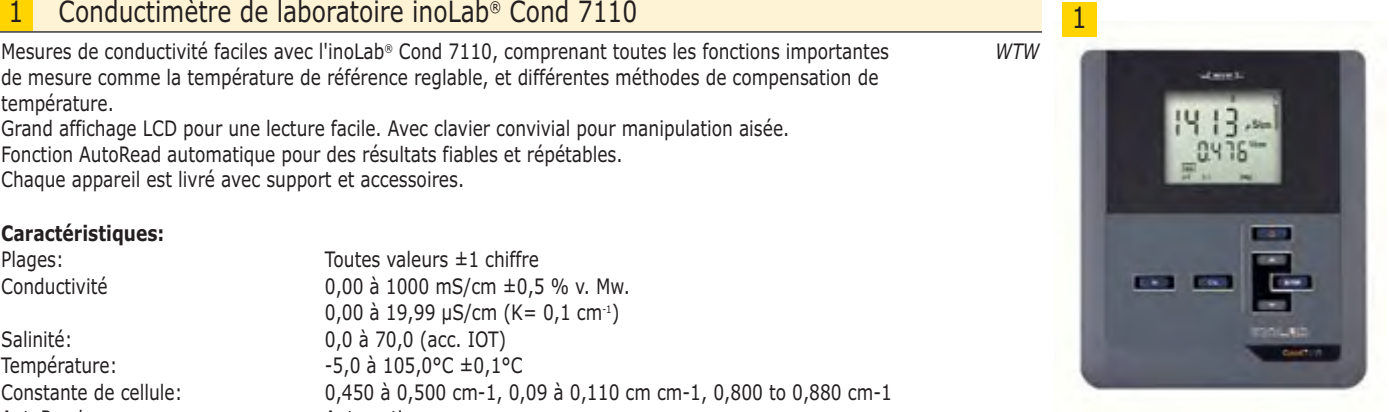 1 Conductimètre de laboratoire inoLab® Cond 7110
1
Mesures de conductivité faciles avec l'inoLab® Cond 7110, comprenant toutes les fonctions importantes
WTW
de mesure comme la température de référence reglable, et différentes méthodes de compensation de
température.
Grand affichage LCD pour une lecture facile. Avec clavier convivial pour manipulation aisée.
Fonction AutoRead automatique pour des résultats fiables et répétables.
Chaque appareil est livré avec support et accessoires.
Caractéristiques:
Plages: Toutes valeurs ±1 chiffre
Conductivité 0,00 à 1000 mS/cm ±0,5 % v. Mw.
0,00 à 19,99 µS/cm (K= 0,1 cm-1)
Salinité: 0,0 à 70,0 (acc. IOT)
Température: -5,0 à 105,0°C ±0,1°C
Constante de cellule: 0,450 à 0,500 cm-1, 0,09 à 0,110 cm cm-1, 0,800 to 0,880 cm-1
1413 µS/cm
0.476
inoLAB